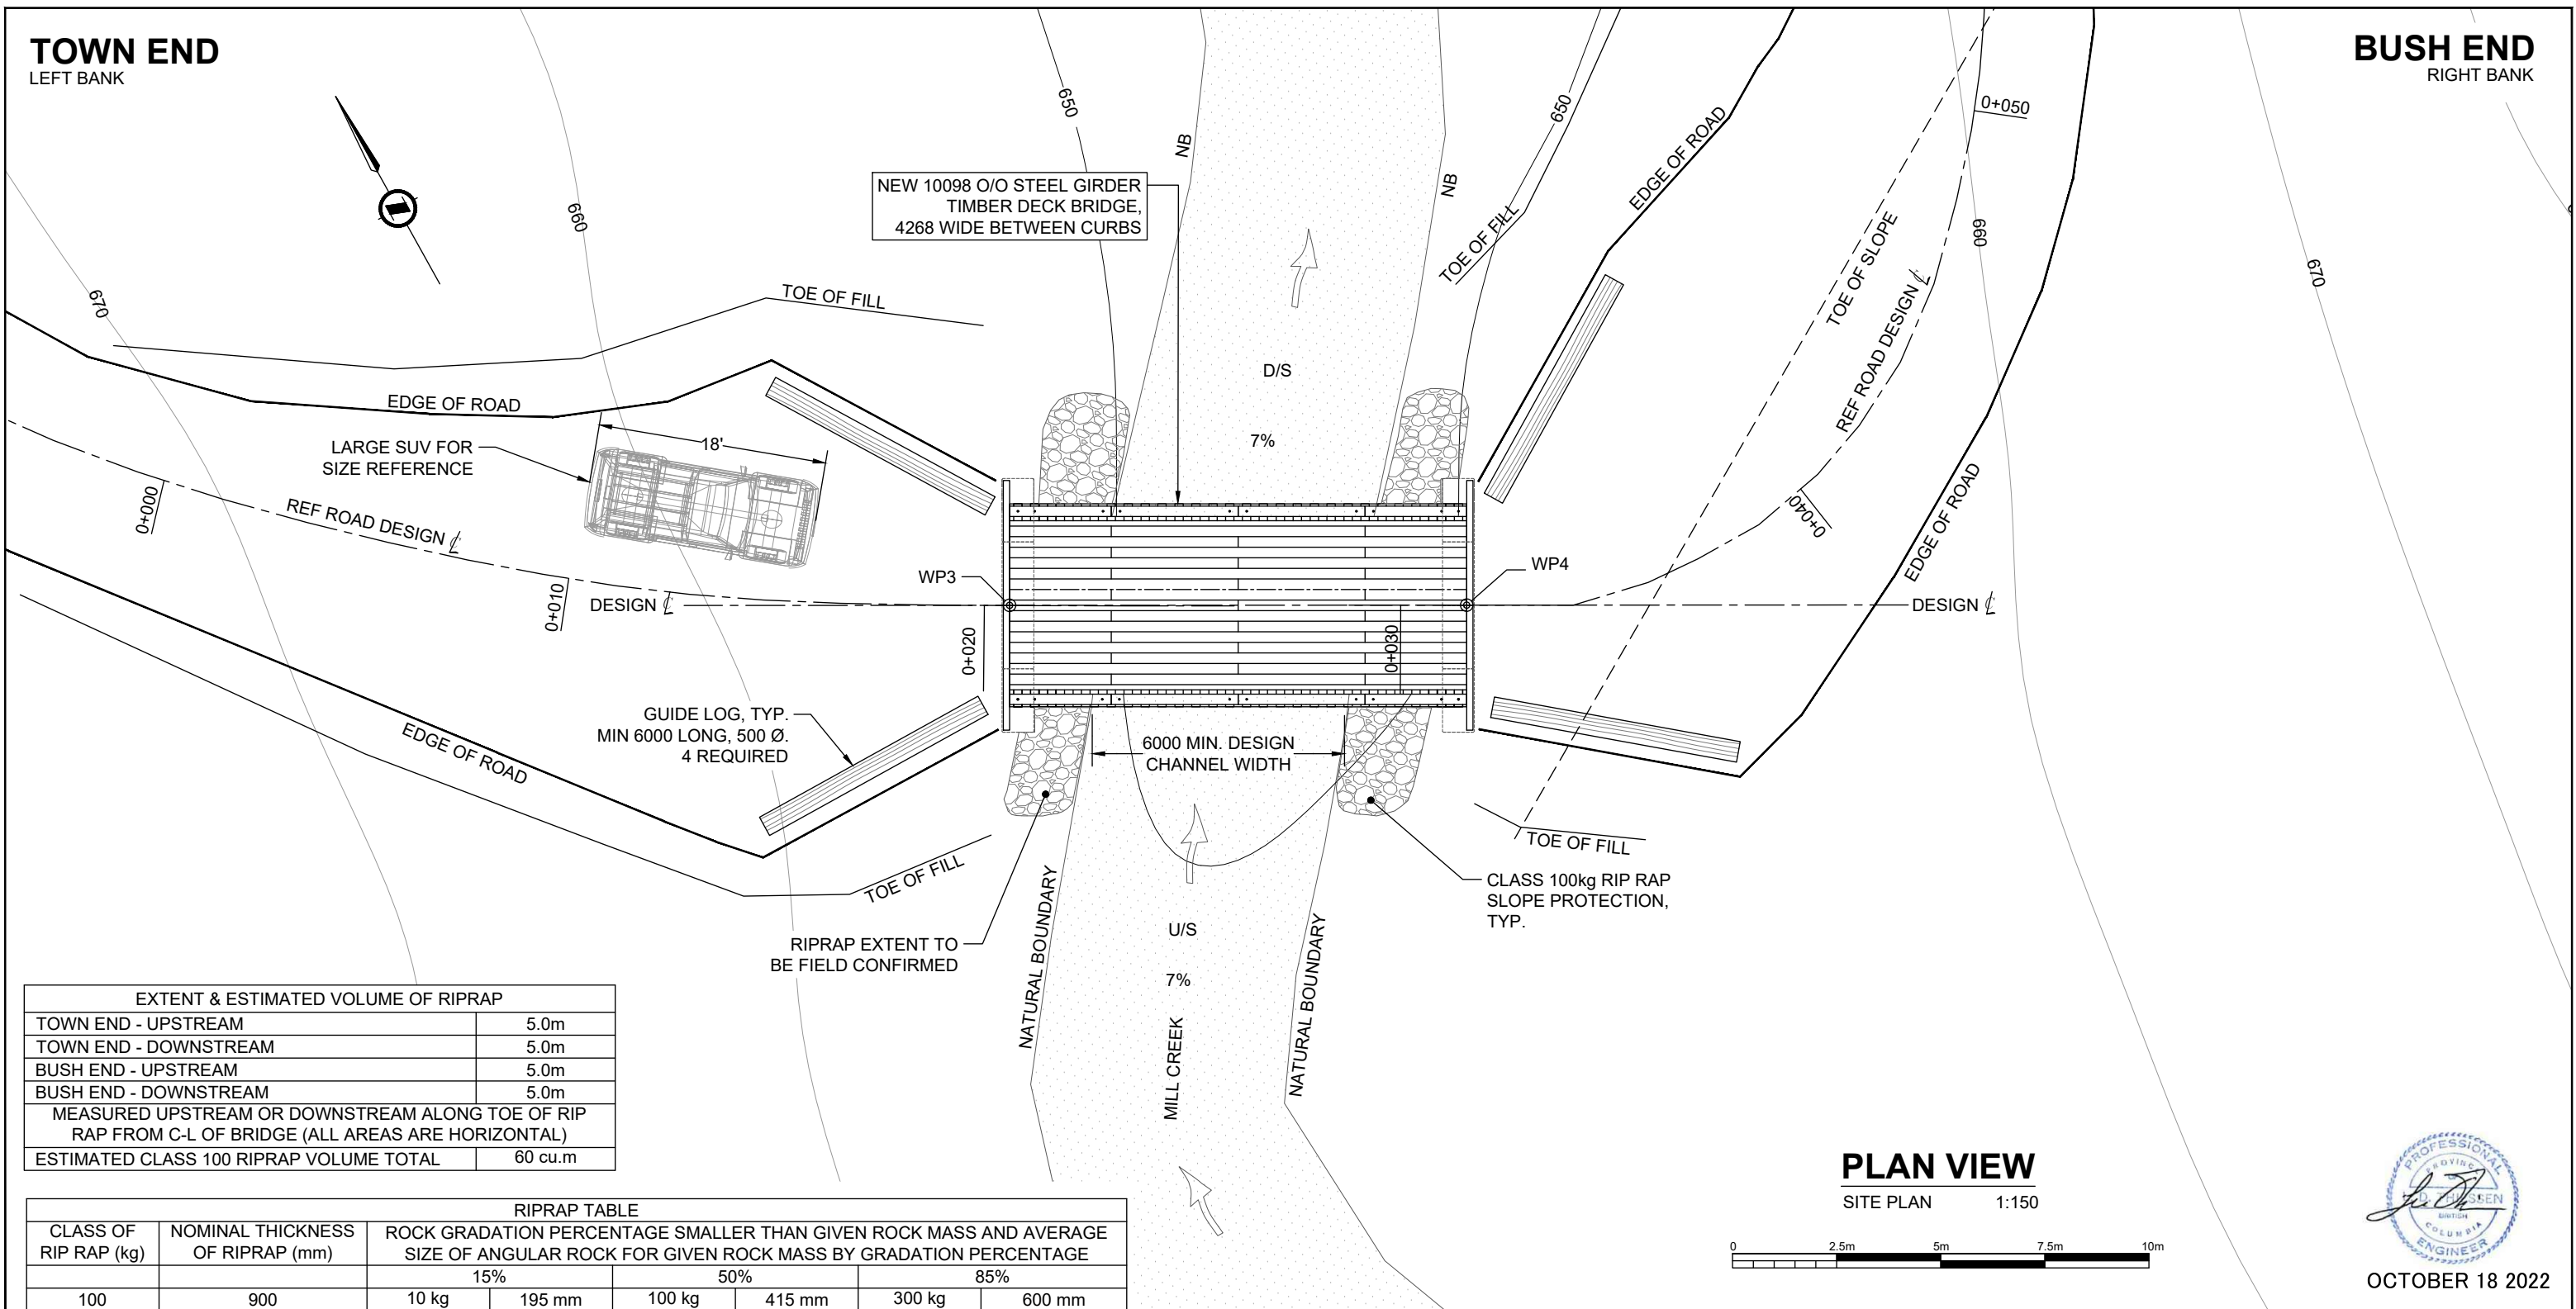 TOWN END
LEFT BANK
BUSH END
RIGHT BANK
650
NB
NB
650
0+050
EDGE OF ROAD
NEW 10098 O/O STEEL GIRDER
TIMBER DECK BRIDGE,
4268 WIDE BETWEEN CURBS
660
TOE OF FILL
TOE OF SLOPE
660
670
670
TOE OF FILL
REF ROAD DESIGN ℄
D/S
7%
EDGE OF ROAD
LARGE SUV FOR
SIZE REFERENCE
18'
0+000
REF ROAD DESIGN ℄
0+040
EDGE OF ROAD
WP3
WP4
0+010
DESIGN ℄
DESIGN ℄
0+020
0+030
GUIDE LOG, TYP.
MIN 6000 LONG, 500 Ø.
4 REQUIRED
6000 MIN. DESIGN
CHANNEL WIDTH
EDGE OF ROAD
TOE OF FILL
TOE OF FILL
CLASS 100kg RIP RAP
SLOPE PROTECTION,
TYP.
RIPRAP EXTENT TO
BE FIELD CONFIRMED
NATURAL BOUNDARY
U/S
7%
MILL CREEK
NATURAL BOUNDARY
EXTENT & ESTIMATED VOLUME OF RIPRAP
TOWN END - UPSTREAM 5.0m
TOWN END - DOWNSTREAM 5.0m
BUSH END - UPSTREAM 5.0m
BUSH END - DOWNSTREAM 5.0m
MEASURED UPSTREAM OR DOWNSTREAM ALONG TOE OF RIP
RAP FROM C-L OF BRIDGE (ALL AREAS ARE HORIZONTAL)
ESTIMATED CLASS 100 RIPRAP VOLUME TOTAL 60 cu.m
RIPRAP TABLE
CLASS OF
RIP RAP (kg)
NOMINAL THICKNESS
OF RIPRAP (mm)
ROCK GRADATION PERCENTAGE SMALLER THAN GIVEN ROCK MASS AND AVERAGE
SIZE OF ANGULAR ROCK FOR GIVEN ROCK MASS BY GRADATION PERCENTAGE
15% 50% 85%
100 900 10 kg 195 mm 100 kg 415 mm 300 kg 600 mm
PLAN VIEW
SITE PLAN 1:150
0 2.5m 5m 7.5m 10m
PROFESSIONAL
BRITISH
COLUMBIA
ENGINEER
OCTOBER 18 2022